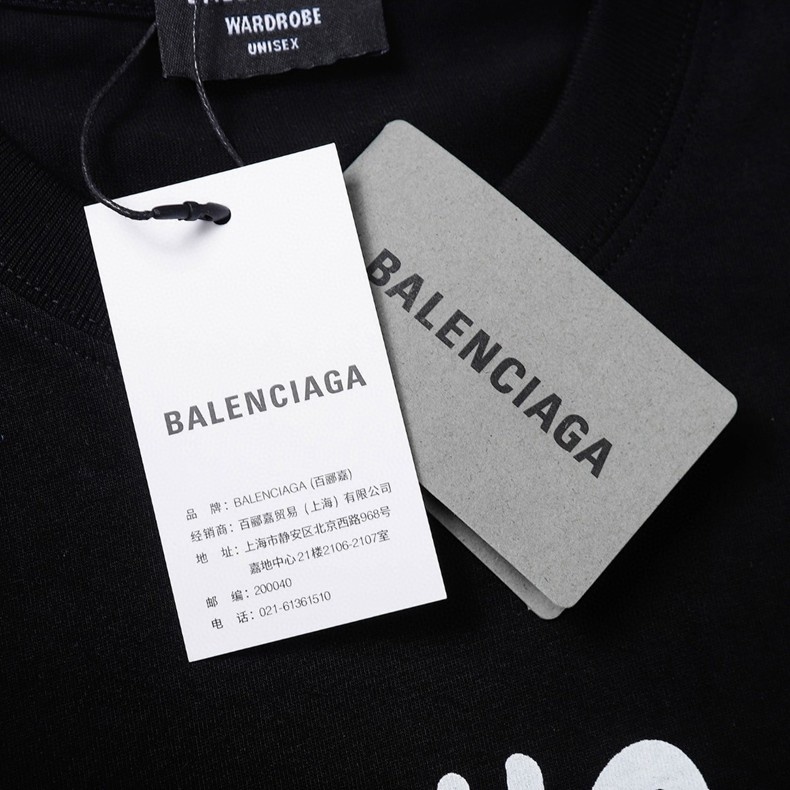 WARDROBE
UNISEX
BALENCIAGA
品 牌：BALENCIAGA (百郦嘉)
经销商：百郦嘉贸易（上海）有限公司
地 址：上海市静安区北京西路968号
嘉地中心21楼2106-2107室
邮 编：200040
电 话：021-61361510
BALENCIAGA